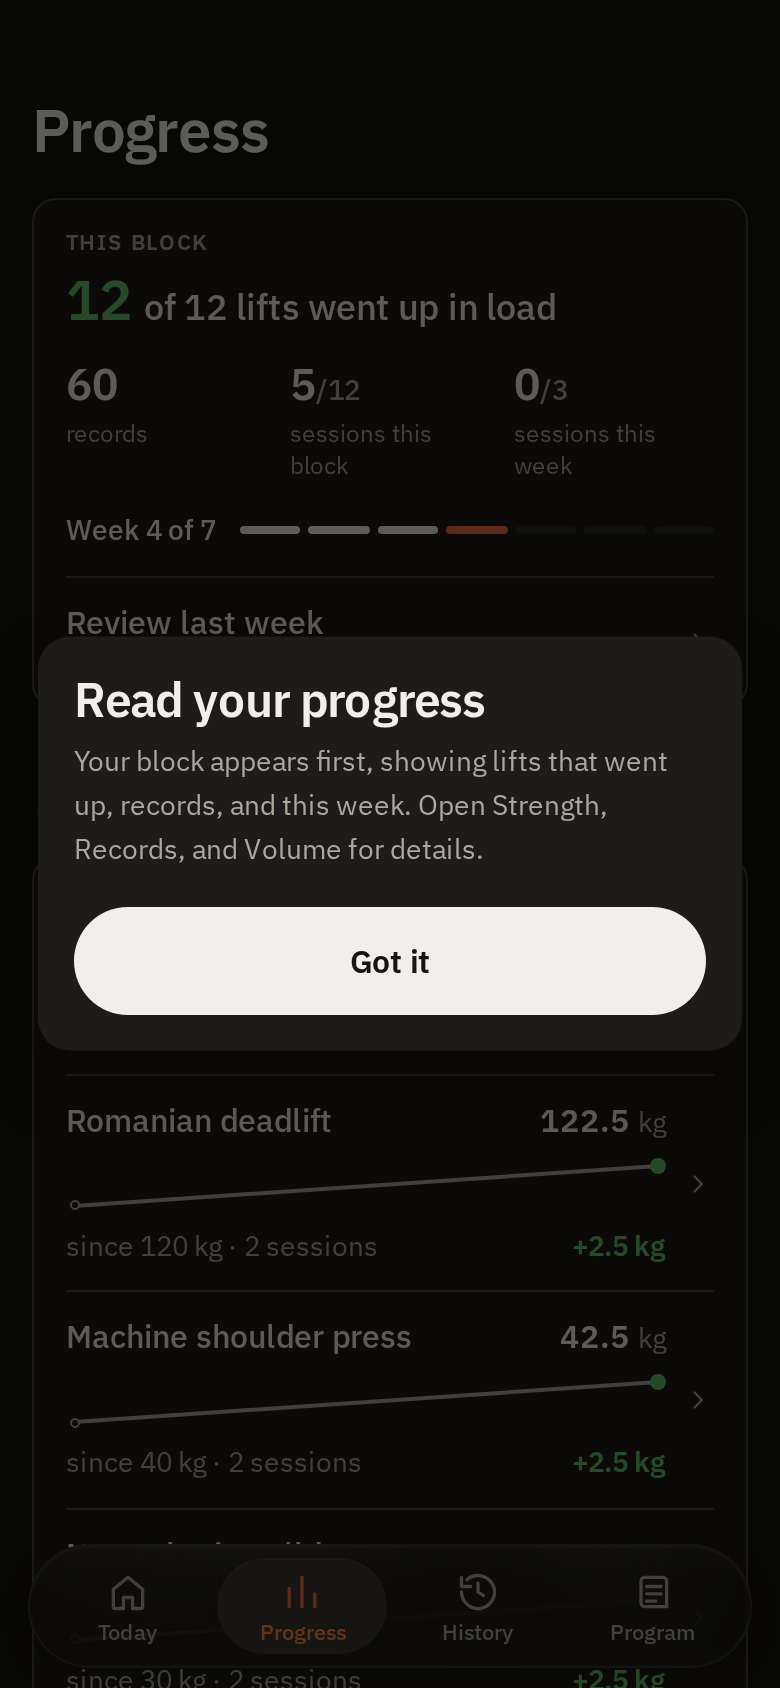 Progress
THIS BLOCK
12 of 12 lifts went up in load
60 5/12 0/3
records sessions this sessions this
block week
Week 4 of 7
Review last week
Read your progress
Your block appears first, showing lifts that went
up, records, and this week. Open Strength,
Records, and Volume for details.
Got it
Romanian deadlift 122.5 kg
since 120 kg · 2 sessions +2.5 kg
Machine shoulder press 42.5 kg
since 40 kg · 2 sessions +2.5 kg
Today Progress History Program
since 30 kg · 2 sessions +2.5 kg